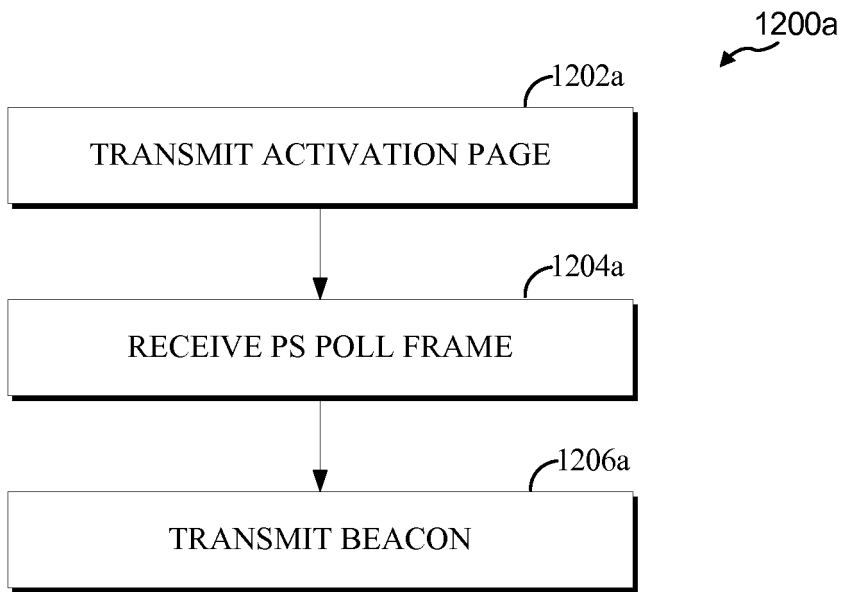 1200a
1202a
TRANSMIT ACTIVATION PAGE
1204a
RECEIVE PS POLL FRAME
1206a
TRANSMIT BEACON